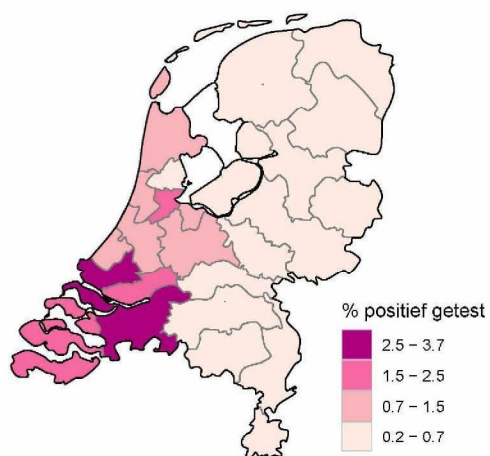 % positief getest
2.5 – 3.7
1.5 – 2.5
0.7 – 1.5
0.2 – 0.7